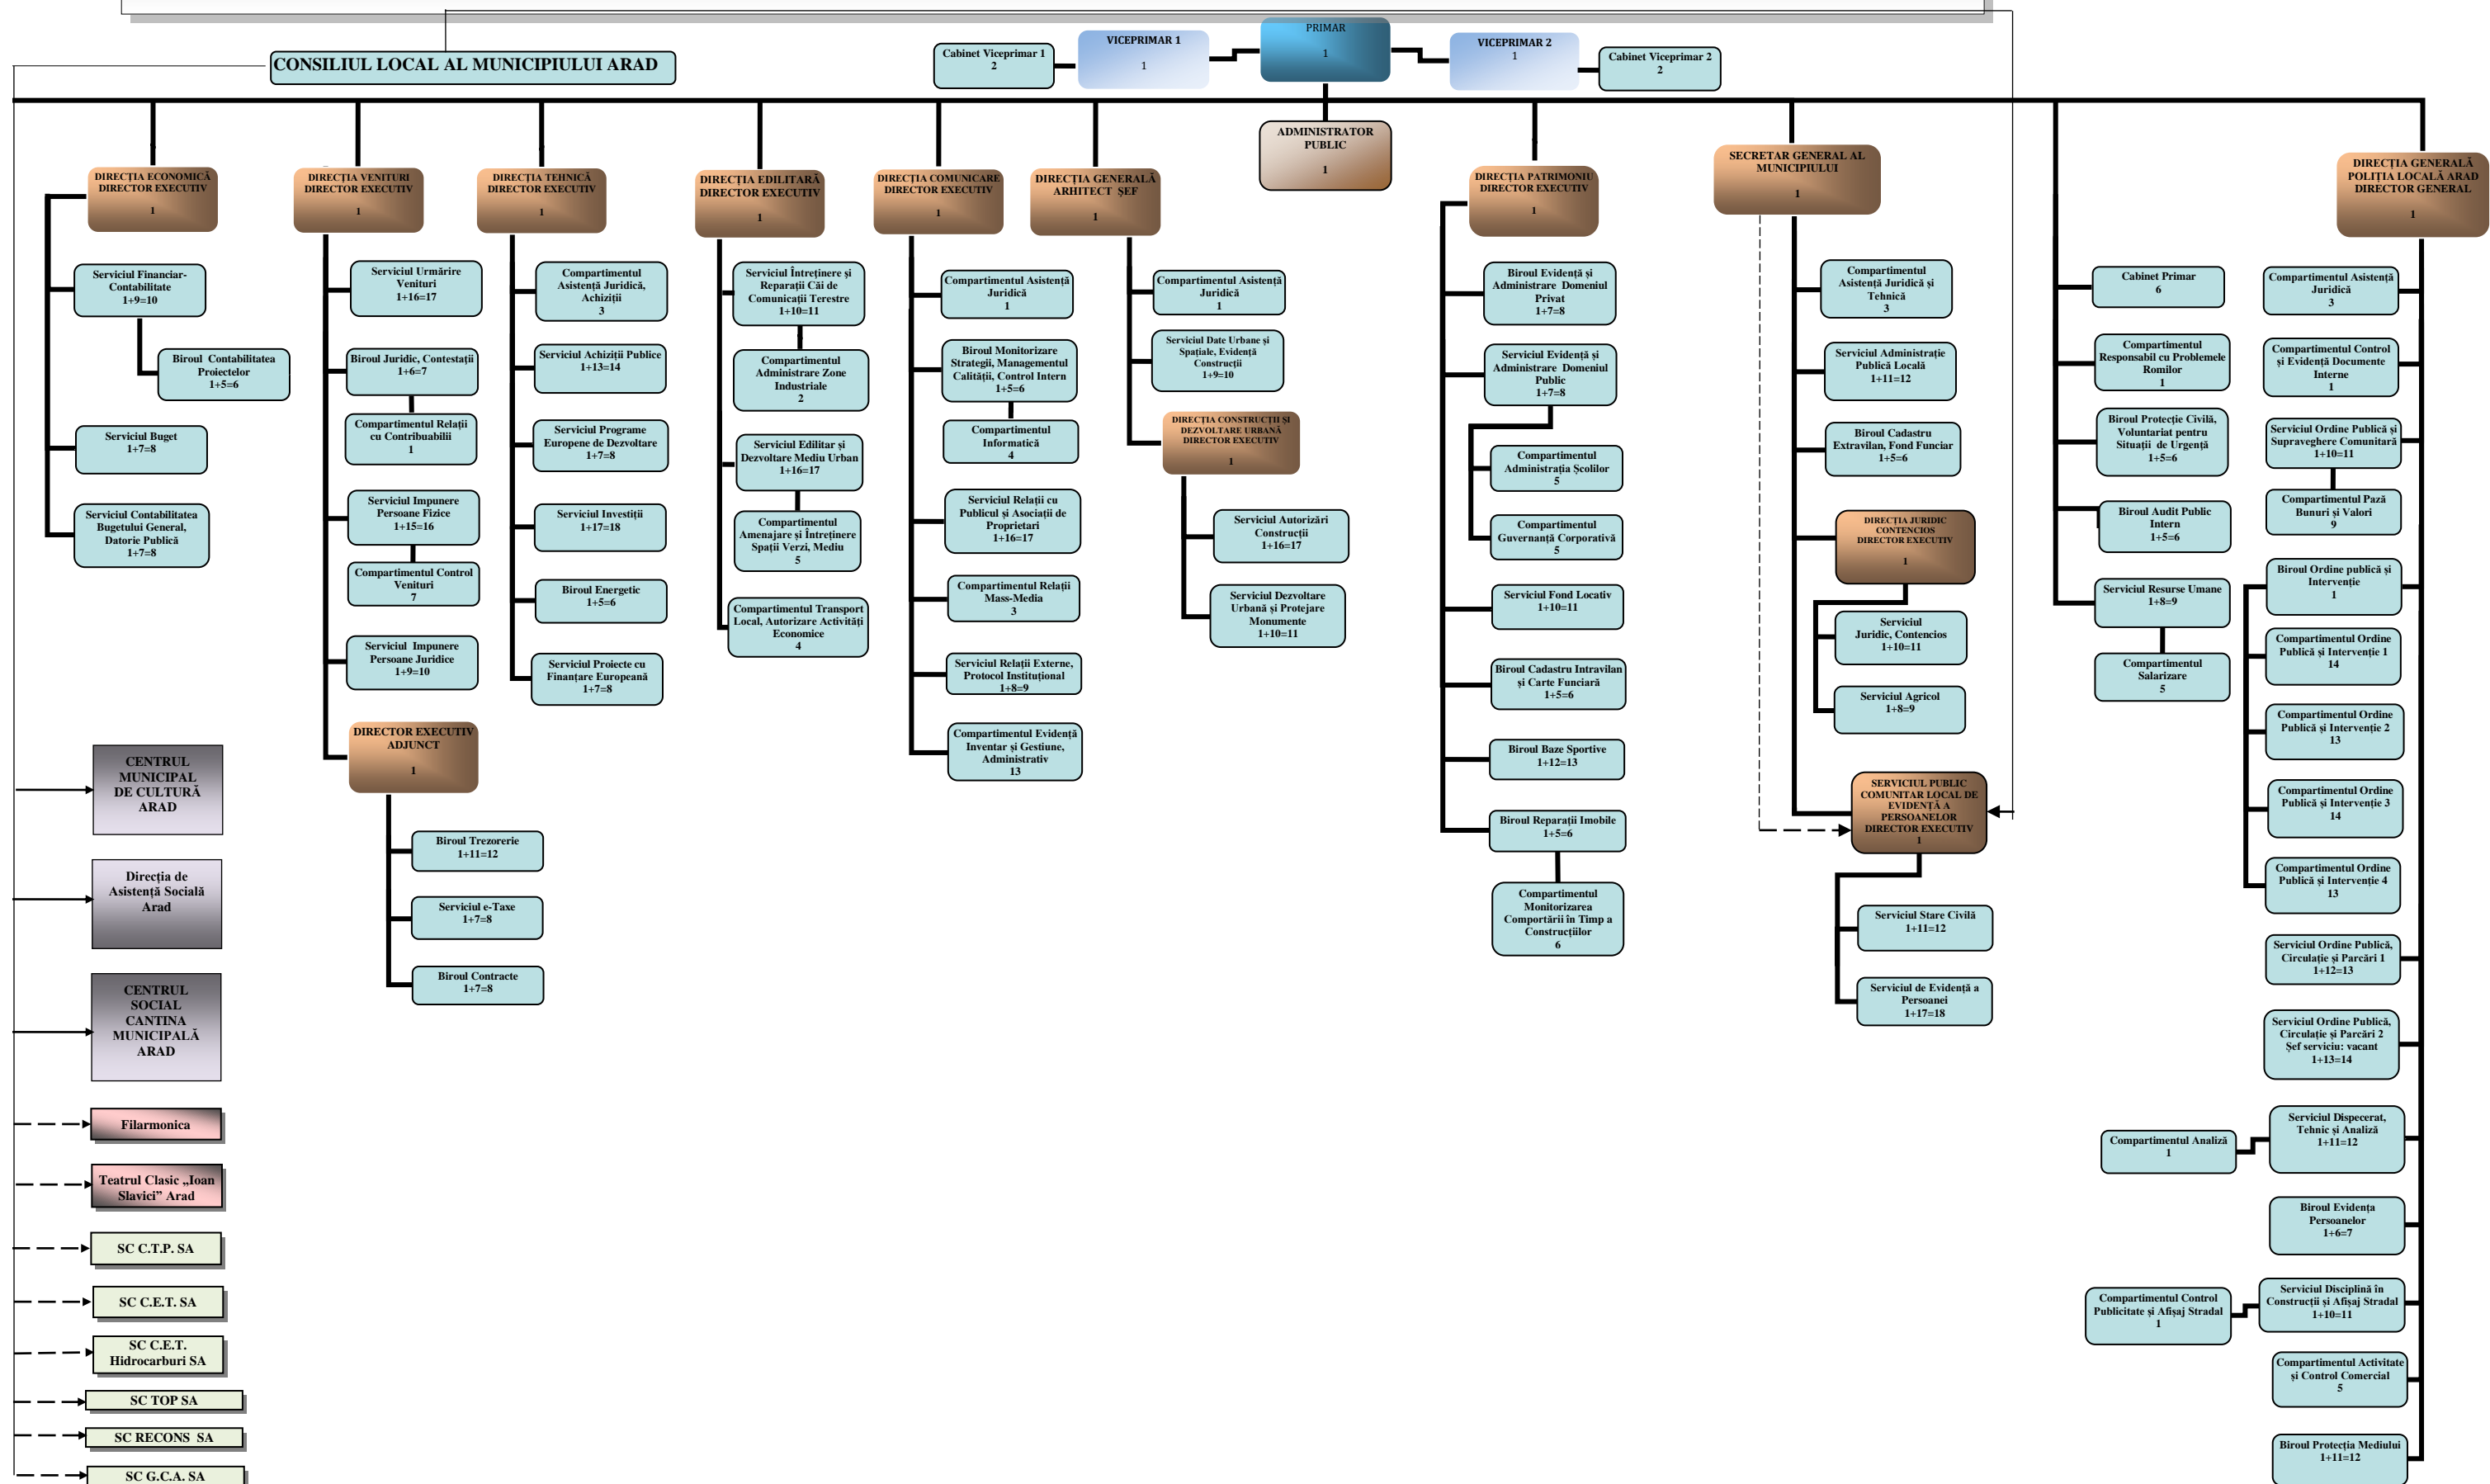 PRIMAR
1
VICEPRIMAR 1
1
VICEPRIMAR 2
1
Cabinet Viceprimar 1
2
Cabinet Viceprimar 2
2
CONSILIUL LOCAL AL MUNICIPIULUI ARAD
ADMINISTRATOR
PUBLIC
1
DIRECȚIA ECONOMICĂ
DIRECTOR EXECUTIV
1
Serviciul Financiar-
Contabilitate
1+9=10
Biroul Contabilitatea
Proiectelor
1+5=6
Serviciul Buget
1+7=8
Serviciul Contabilitatea
Bugetului General,
Datorie Publică
1+7=8
DIRECȚIA VENITURI
DIRECTOR EXECUTIV
1
Serviciul Urmărire
Venituri
1+16=17
Biroul Juridic, Contestații
1+6=7
Compartimentul Relații
cu Contribuabilii
1
Serviciul Impunere
Persoane Fizice
1+15=16
Compartimentul Control
Venituri
7
Serviciul Impunere
Persoane Juridice
1+9=10
DIRECTOR EXECUTIV
ADJUNCT
1
Biroul Trezorerie
1+11=12
Serviciul e-Taxe
1+7=8
Biroul Contracte
1+7=8
DIRECȚIA TEHNICĂ
DIRECTOR EXECUTIV
1
Compartimentul
Asistență Juridică,
Achiziții
3
Serviciul Achiziții Publice
1+13=14
Serviciul Programe
Europene de Dezvoltare
1+7=8
Serviciul Investiții
1+17=18
Biroul Energetic
1+5=6
Serviciul Proiecte cu
Finanțare Europeană
1+7=8
DIRECȚIA EDILITARĂ
DIRECTOR EXECUTIV
1
Serviciul Întreținere și
Reparații Căi de
Comunicații Terestre
1+10=11
Compartimentul
Administrare Zone
Industriale
2
Serviciul Edilitar și
Dezvoltare Mediu Urban
1+16=17
Compartimentul
Amenajare și Întreținere
Spații Verzi, Mediu
5
Compartimentul Transport
Local, Autorizare Activități
Economice
4
DIRECȚIA COMUNICARE
DIRECTOR EXECUTIV
1
Compartimentul Asistență
Juridică
1
Biroul Monitorizare
Strategii, Managementul
Calității, Control Intern
1+5=6
Compartimentul
Informatică
4
Serviciul Relații cu
Publicul și Asociații de
Proprietari
1+16=17
Compartimentul Relații
Mass-Media
3
Serviciul Relații Externe,
Protocol Instituțional
1+8=9
Compartimentul Evidență
Inventar și Gestiune,
Administrativ
13
DIRECȚIA GENERALĂ
ARHITECT ȘEF
1
Compartimentul Asistență
Juridică
1
Serviciul Date Urbane și
Spațiale, Evidență
Construcții
1+9=10
DIRECȚIA CONSTRUCȚII ȘI
DEZVOLTARE URBANĂ
DIRECTOR EXECUTIV
1
Serviciul Autorizări
Construcții
1+16=17
Serviciul Dezvoltare
Urbană și Protejare
Monumente
1+10=11
DIRECȚIA PATRIMONIU
DIRECTOR EXECUTIV
1
Biroul Evidență și
Administrare Domeniul
Privat
1+7=8
Serviciul Evidență și
Administrare Domeniul
Public
1+7=8
Compartimentul
Administrația Școlilor
5
Compartimentul
Guvernanță Corporativă
5
Serviciul Fond Locativ
1+10=11
Biroul Cadastru Intravilan
și Carte Funciară
1+5=6
Biroul Baze Sportive
1+12=13
Biroul Reparații Imobile
1+5=6
Compartimentul
Monitorizarea
Comportării în Timp a
Construcțiilor
6
SECRETAR GENERAL AL
MUNICIPIULUI
1
Compartimentul
Asistență Juridică și
Tehnică
3
Serviciul Administrație
Publică Locală
1+11=12
Biroul Cadastru
Extravilan, Fond Funciar
1+5=6
DIRECȚIA JURIDIC
CONTENCIOS
DIRECTOR EXECUTIV
1
Serviciul
Juridic, Contencios
1+10=11
Serviciul Agricol
1+8=9
SERVICIUL PUBLIC
COMUNITAR LOCAL DE
EVIDENȚĂ A
PERSOANELOR
DIRECTOR EXECUTIV
1
Serviciul Stare Civilă
1+11=12
Serviciul de Evidență a
Persoanei
1+17=18
Cabinet Primar
6
Compartimentul
Responsabil cu Problemele
Romilor
1
Biroul Protecție Civilă,
Voluntariat pentru
Situații de Urgență
1+5=6
Biroul Audit Public
Intern
1+5=6
Serviciul Resurse Umane
1+8=9
Compartimentul
Salarizare
5
DIRECȚIA GENERALĂ
POLIȚIA LOCALĂ ARAD
DIRECTOR GENERAL
1
Compartimentul Asistență
Juridică
3
Compartimentul Control
și Evidență Documente
Interne
1
Serviciul Ordine Publică și
Supraveghere Comunitară
1+10=11
Compartimentul Pază
Bunuri și Valori
9
Biroul Ordine publică și
Intervenție
1
Compartimentul Ordine
Publică și Intervenție 1
14
Compartimentul Ordine
Publică și Intervenție 2
13
Compartimentul Ordine
Publică și Intervenție 3
14
Compartimentul Ordine
Publică și Intervenție 4
13
Serviciul Ordine Publică,
Circulație și Parcări 1
1+12=13
Serviciul Ordine Publică,
Circulație și Parcări 2
Șef serviciu: vacant
1+13=14
Serviciul Dispecerat,
Tehnic și Analiză
1+11=12
Compartimentul Analiză
1
Biroul Evidența
Persoanelor
1+6=7
Serviciul Disciplină în
Construcții și Afișaj Stradal
1+10=11
Compartimentul Control
Publicitate și Afișaj Stradal
1
Compartimentul Activitate
și Control Comercial
5
Biroul Protecția Mediului
1+11=12
CENTRUL
MUNICIPAL
DE CULTURĂ
ARAD
Direcția de
Asistență Socială
Arad
CENTRUL
SOCIAL
CANTINA
MUNICIPALĂ
ARAD
Filarmonica
Teatrul Clasic „Ioan
Slavici” Arad
SC C.T.P. SA
SC C.E.T. SA
SC C.E.T.
Hidrocarburi SA
SC TOP SA
SC RECONS SA
SC G.C.A. SA